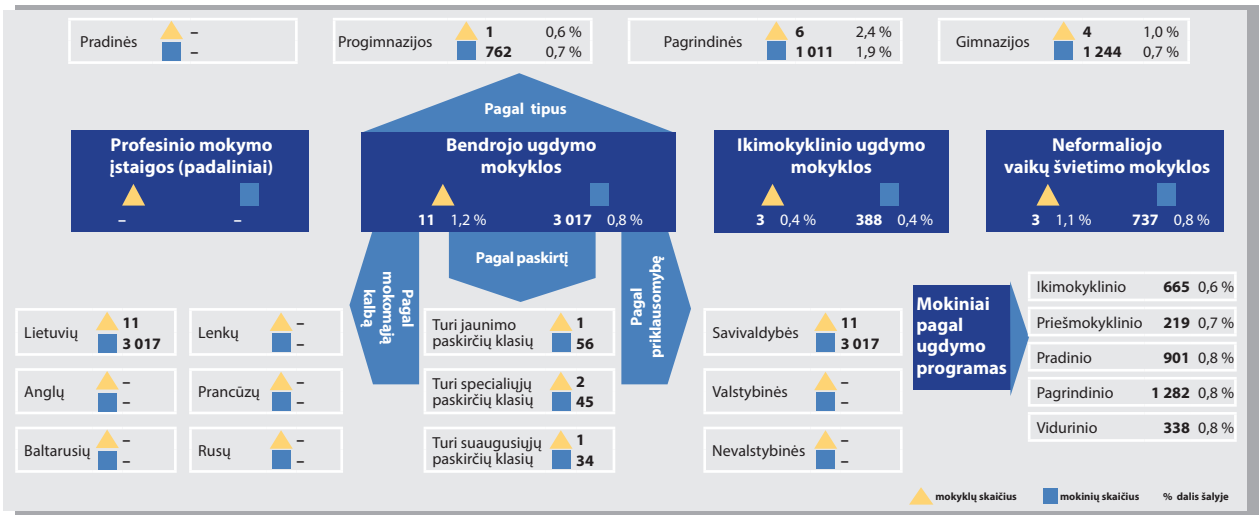 Pradinės
–
–
Progimnazijos
1 0,6 %
762 0,7 %
Pagrindinės
6 2,4 %
1 011 1,9 %
Gimnazijos
4 1,0 %
1 244 0,7 %
Pagal tipus
Profesinio mokymo
įstaigos (padaliniai)
– –
Bendrojo ugdymo
mokyklos
11 1,2 % 3 017 0,8 %
Ikimokyklinio ugdymo
mokyklos
3 0,4 % 388 0,4 %
Neformaliojo
vaikų švietimo mokyklos
3 1,1 % 737 0,8 %
Pagal
mokomąją
kalbą
Pagal paskirtį
Pagal
priklausomybę
Lietuvių
11
3 017
Lenkų
–
–
Anglų
–
–
Prancūzų
–
–
Baltarusių
–
–
Rusų
–
–
Turi jaunimo
paskirčių klasių
1
56
Turi specialiųjų
paskirčių klasių
2
45
Turi suaugusiųjų
paskirčių klasių
1
34
Savivaldybės
11
3 017
Valstybinės
–
–
Nevalstybinės
–
–
Mokiniai
pagal
ugdymo
programas
Ikimokyklinio 665 0,6 %
Priešmokyklinio 219 0,7 %
Pradinio 901 0,8 %
Pagrindinio 1 282 0,8 %
Vidurinio 338 0,8 %
mokyklų skaičius mokinių skaičius % dalis šalyje